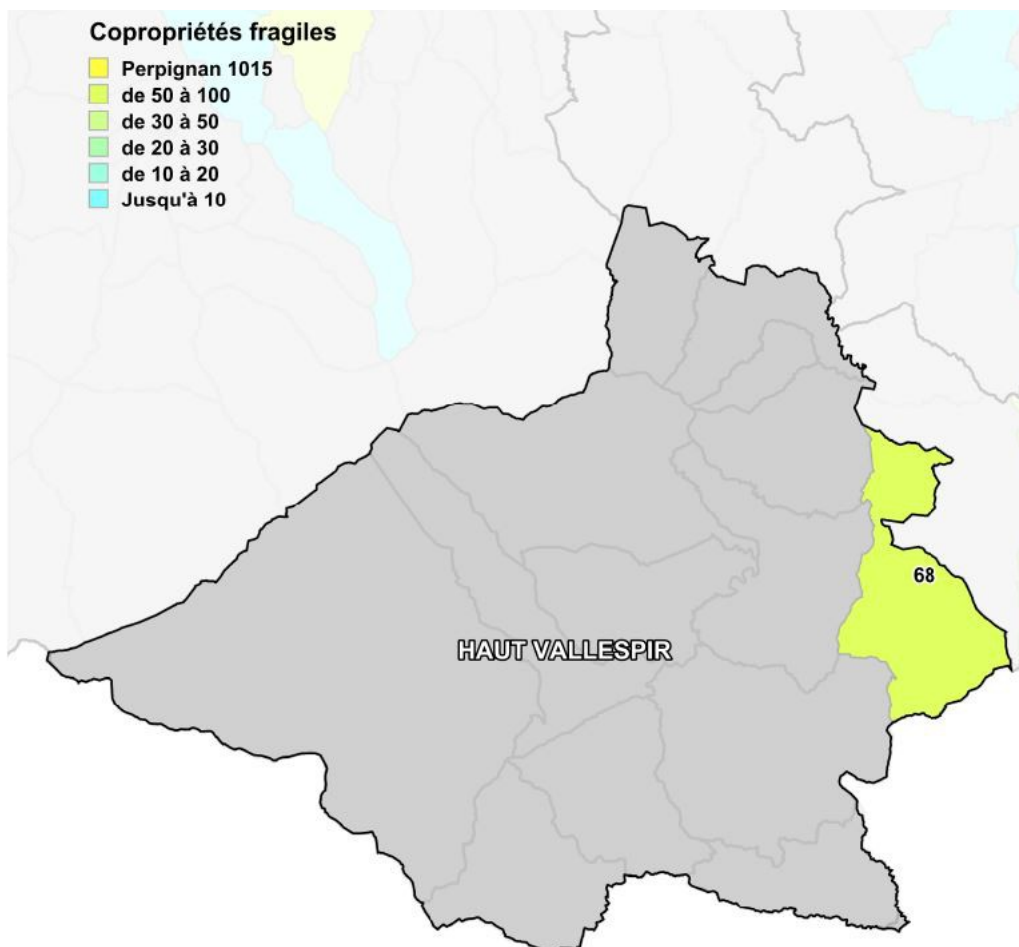 Copropriétés fragiles
Perpignan 1015
de 50 à 100
de 30 à 50
de 20 à 30
de 10 à 20
Jusqu'à 10
68
HAUT VALLESPIR